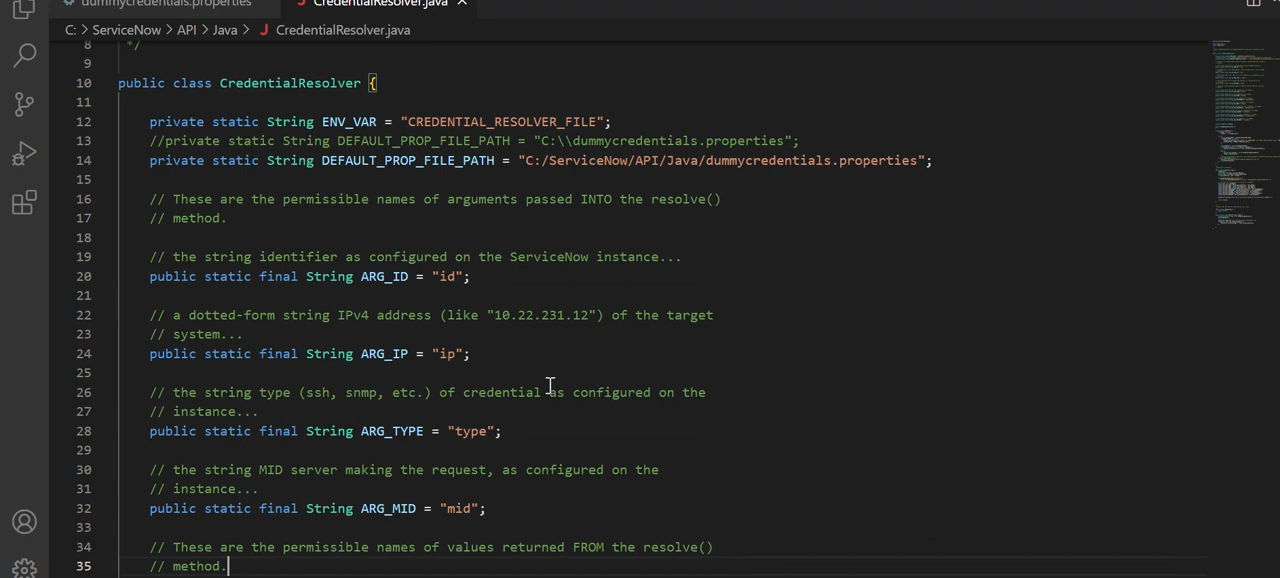 dummycredentials.properties CredentialResolver.java
C: > ServiceNow > API > Java > J CredentialResolver.java
8 */
9
10 public class CredentialResolver {
11
12 private static String ENV_VAR = "CREDENTIAL_RESOLVER_FILE";
13 //private static String DEFAULT_PROP_FILE_PATH = "C:\\dummycredentials.properties";
14 private static String DEFAULT_PROP_FILE_PATH = "C:/ServiceNow/API/Java/dummycredentials.properties";
15
16 // These are the permissible names of arguments passed INTO the resolve()
17 // method.
18
19 // the string identifier as configured on the ServiceNow instance...
20 public static final String ARG_ID = "id";
21
22 // a dotted-form string IPv4 address (like "10.22.231.12") of the target
23 // system...
24 public static final String ARG_IP = "ip";
25
26 // the string type (ssh, snmp, etc.) of credential as configured on the
27 // instance...
28 public static final String ARG_TYPE = "type";
29
30 // the string MID server making the request, as configured on the
31 // instance...
32 public static final String ARG_MID = "mid";
33
34 // These are the permissible names of values returned FROM the resolve()
35 // method.